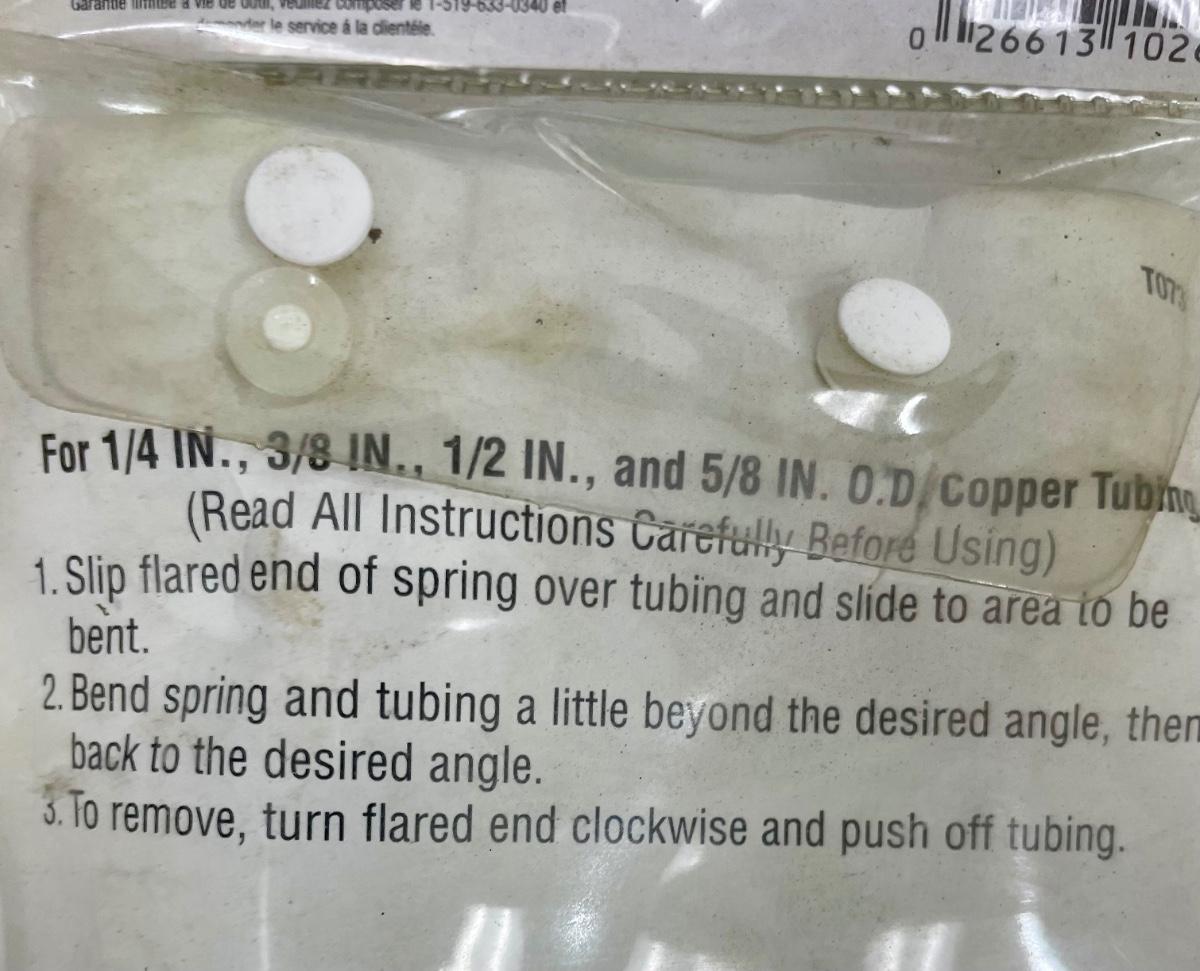 Garantie limitée à vie de outil, veuillez composer le 1-519-633-0340 et
demander le service á la clientéle.
0 26613 102
T073
For 1/4 IN., 3/8 IN., 1/2 IN., and 5/8 IN. O.D. Copper Tubing
(Read All Instructions Carefully Before Using)
1. Slip flared end of spring over tubing and slide to area to be
bent.
2. Bend spring and tubing a little beyond the desired angle, then
back to the desired angle.
3. To remove, turn flared end clockwise and push off tubing.